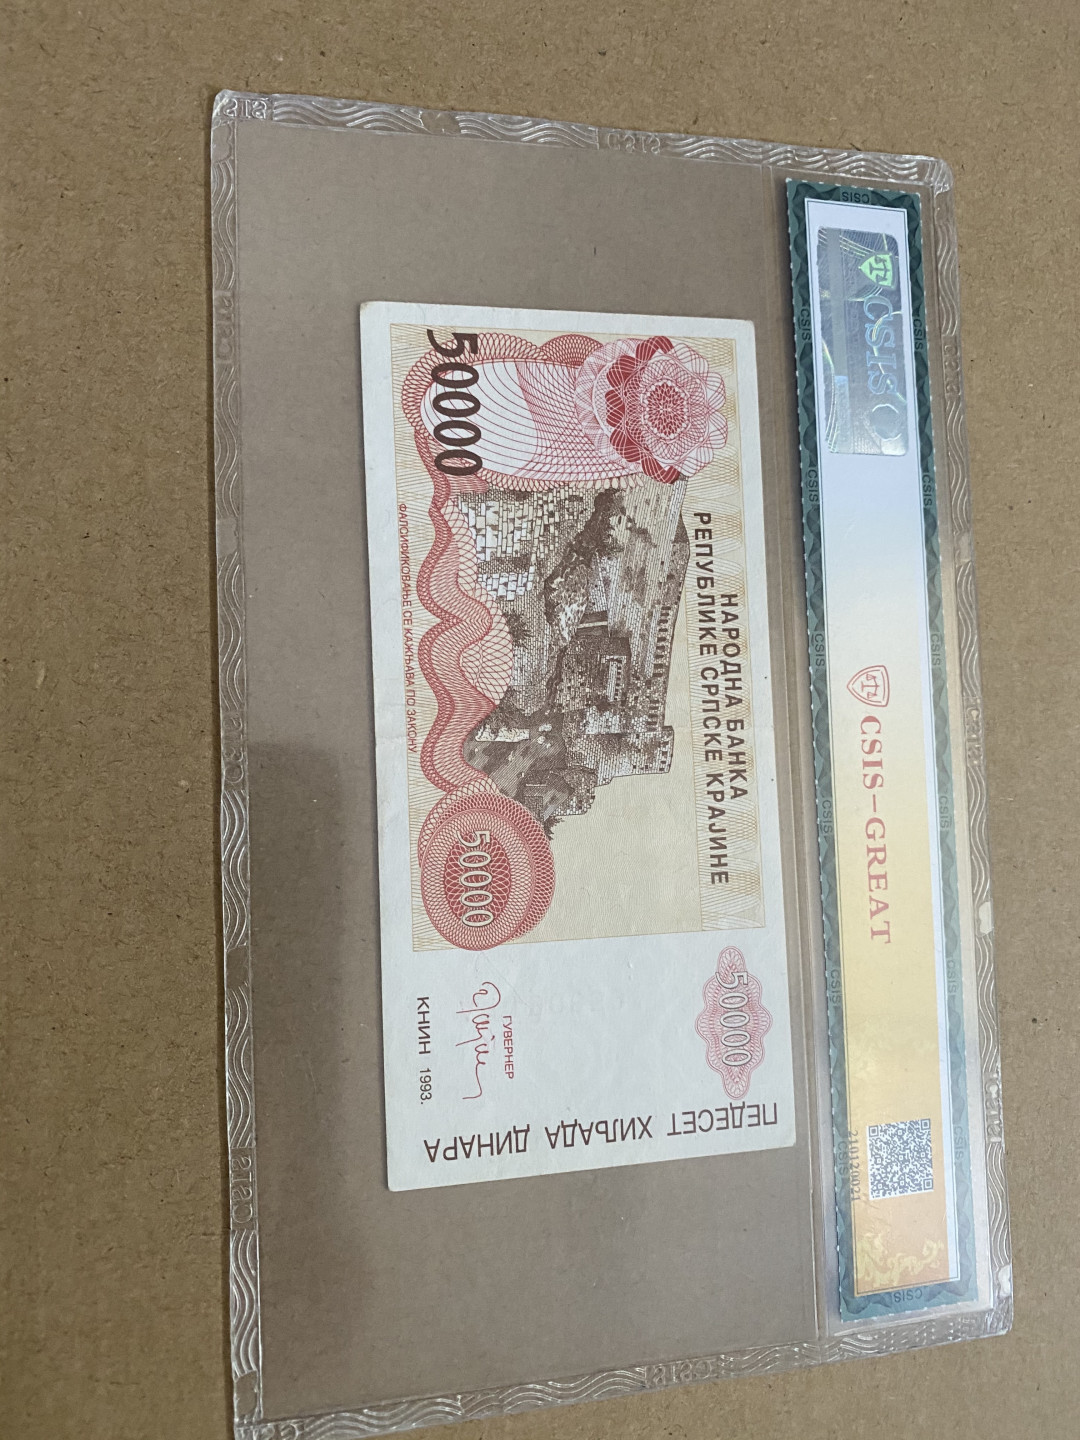 CSIS
CSIS-GREAT
210120021
НАРОДНА БАНКА
РЕПУБЛИКЕ СРПСКЕ КРАЈИНЕ
50000
50000
50000
ФАЛСИФИКОВАЊЕ СЕ КАЖЊАВА ПО ЗАКОНУ
ГУВЕРНЕР
КНИН 1993.
ПЕДЕСЕТ ХИЉАДА ДИНАРА